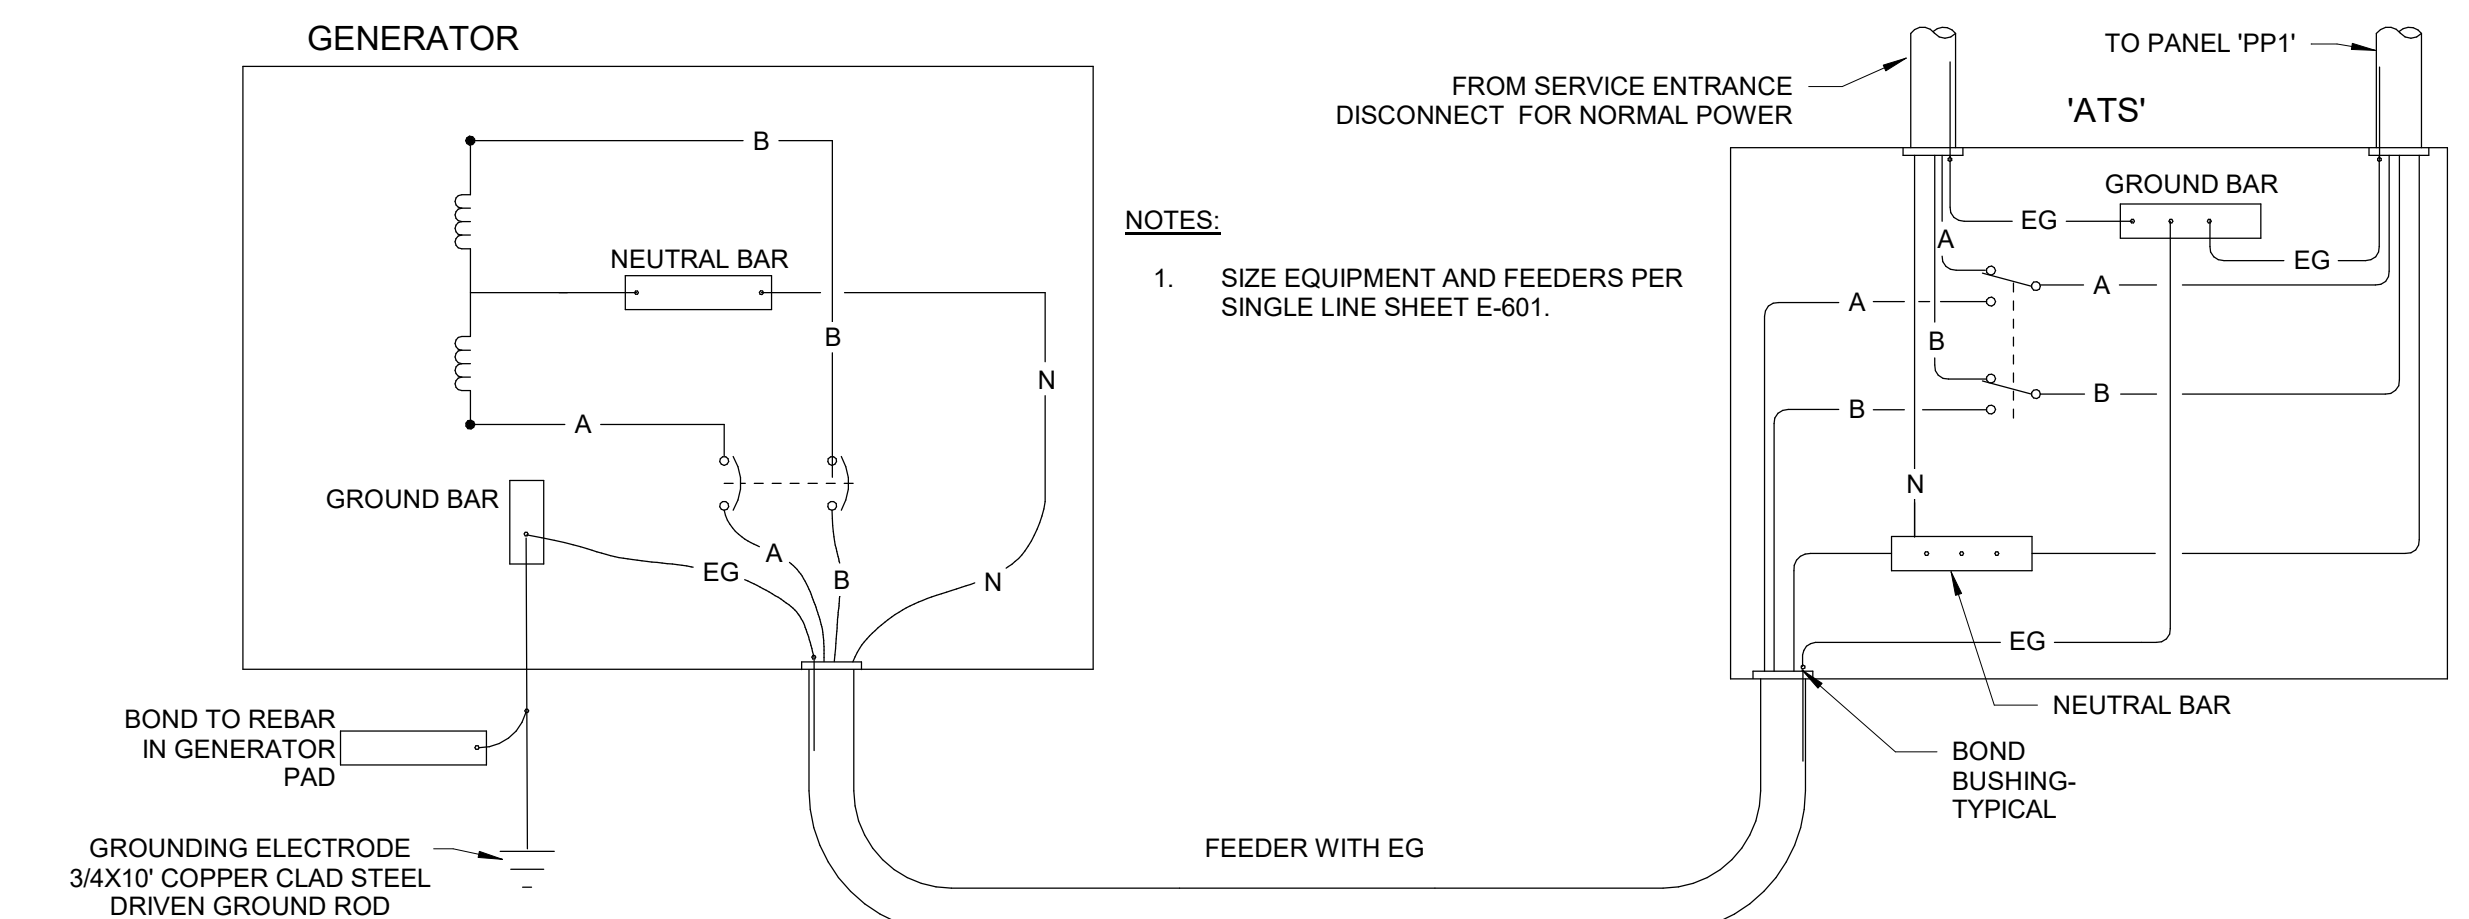 GENERATOR
B
NEUTRAL BAR
B
N
A
GROUND BAR
A
EG
B
N
BOND TO REBAR
IN GENERATOR
PAD
GROUNDING ELECTRODE
3/4X10' COPPER CLAD STEEL
DRIVEN GROUND ROD
NOTES:
1. SIZE EQUIPMENT AND FEEDERS PER
SINGLE LINE SHEET E-601.
FEEDER WITH EG
FROM SERVICE ENTRANCE
DISCONNECT FOR NORMAL POWER
TO PANEL 'PP1'
'ATS'
GROUND BAR
EG
A
EG
A
A
B
B
B
N
EG
NEUTRAL BAR
BOND
BUSHING-
TYPICAL